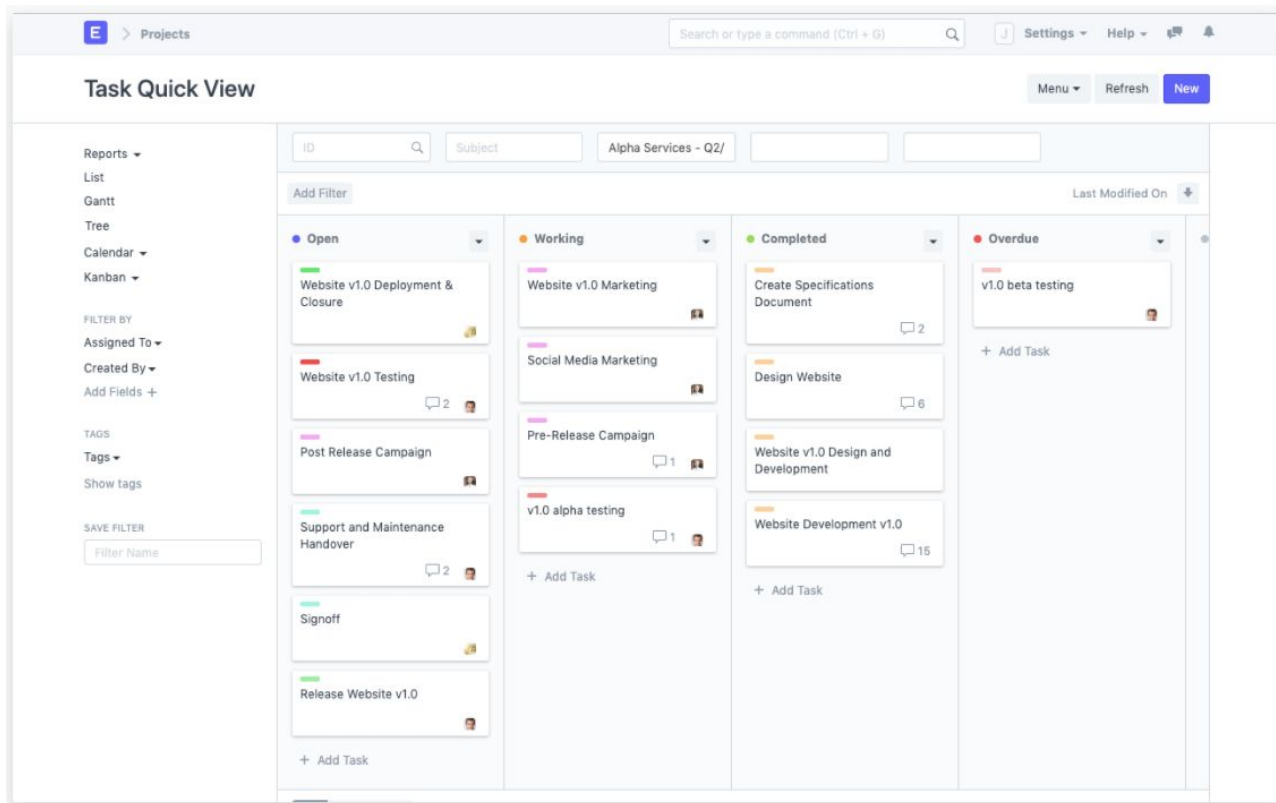 E
Projects
Search or type a command (Ctrl + G)
J
Settings
Help
Task Quick View
Menu
Refresh
New
Reports
List
Gantt
Tree
Calendar
Kanban
FILTER BY
Assigned To
Created By
Add Fields +
TAGS
Tags
Show tags
SAVE FILTER
Filter Name
ID
Subject
Alpha Services - Q2/
Add Filter
Last Modified On
Open
Website v1.0 Deployment &
Closure
Website v1.0 Testing
2
Post Release Campaign
Support and Maintenance
Handover
2
Signoff
Release Website v1.0
+ Add Task
Working
Website v1.0 Marketing
Social Media Marketing
Pre-Release Campaign
1
v1.0 alpha testing
1
+ Add Task
Completed
Create Specifications
Document
2
Design Website
6
Website v1.0 Design and
Development
Website Development v1.0
15
+ Add Task
Overdue
v1.0 beta testing
+ Add Task